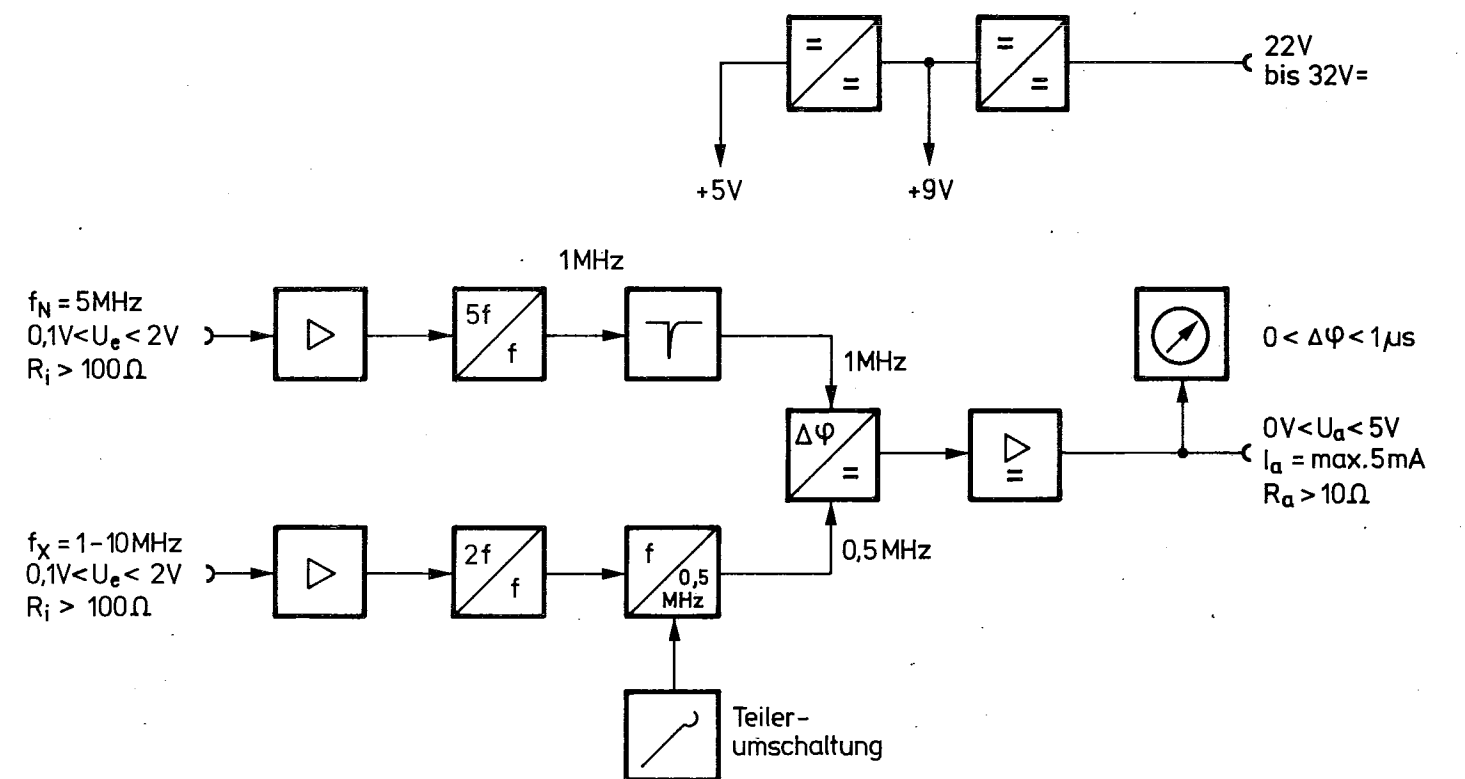 =
=
=
=
22V
bis 32V=
+5V
+9V
1MHz
f_N = 5MHz
0,1V<U_e<2V
R_i > 100Ω
5f
f
1MHz
0 < Δφ < 1µs
Δφ
=
=
0V<U_a<5V
I_a = max.5mA
R_a > 10Ω
f_X = 1-10MHz
0,1V<U_e< 2V
R_i > 100Ω
2f
f
f
0,5
MHz
0,5MHz
Teiler-
umschaltung